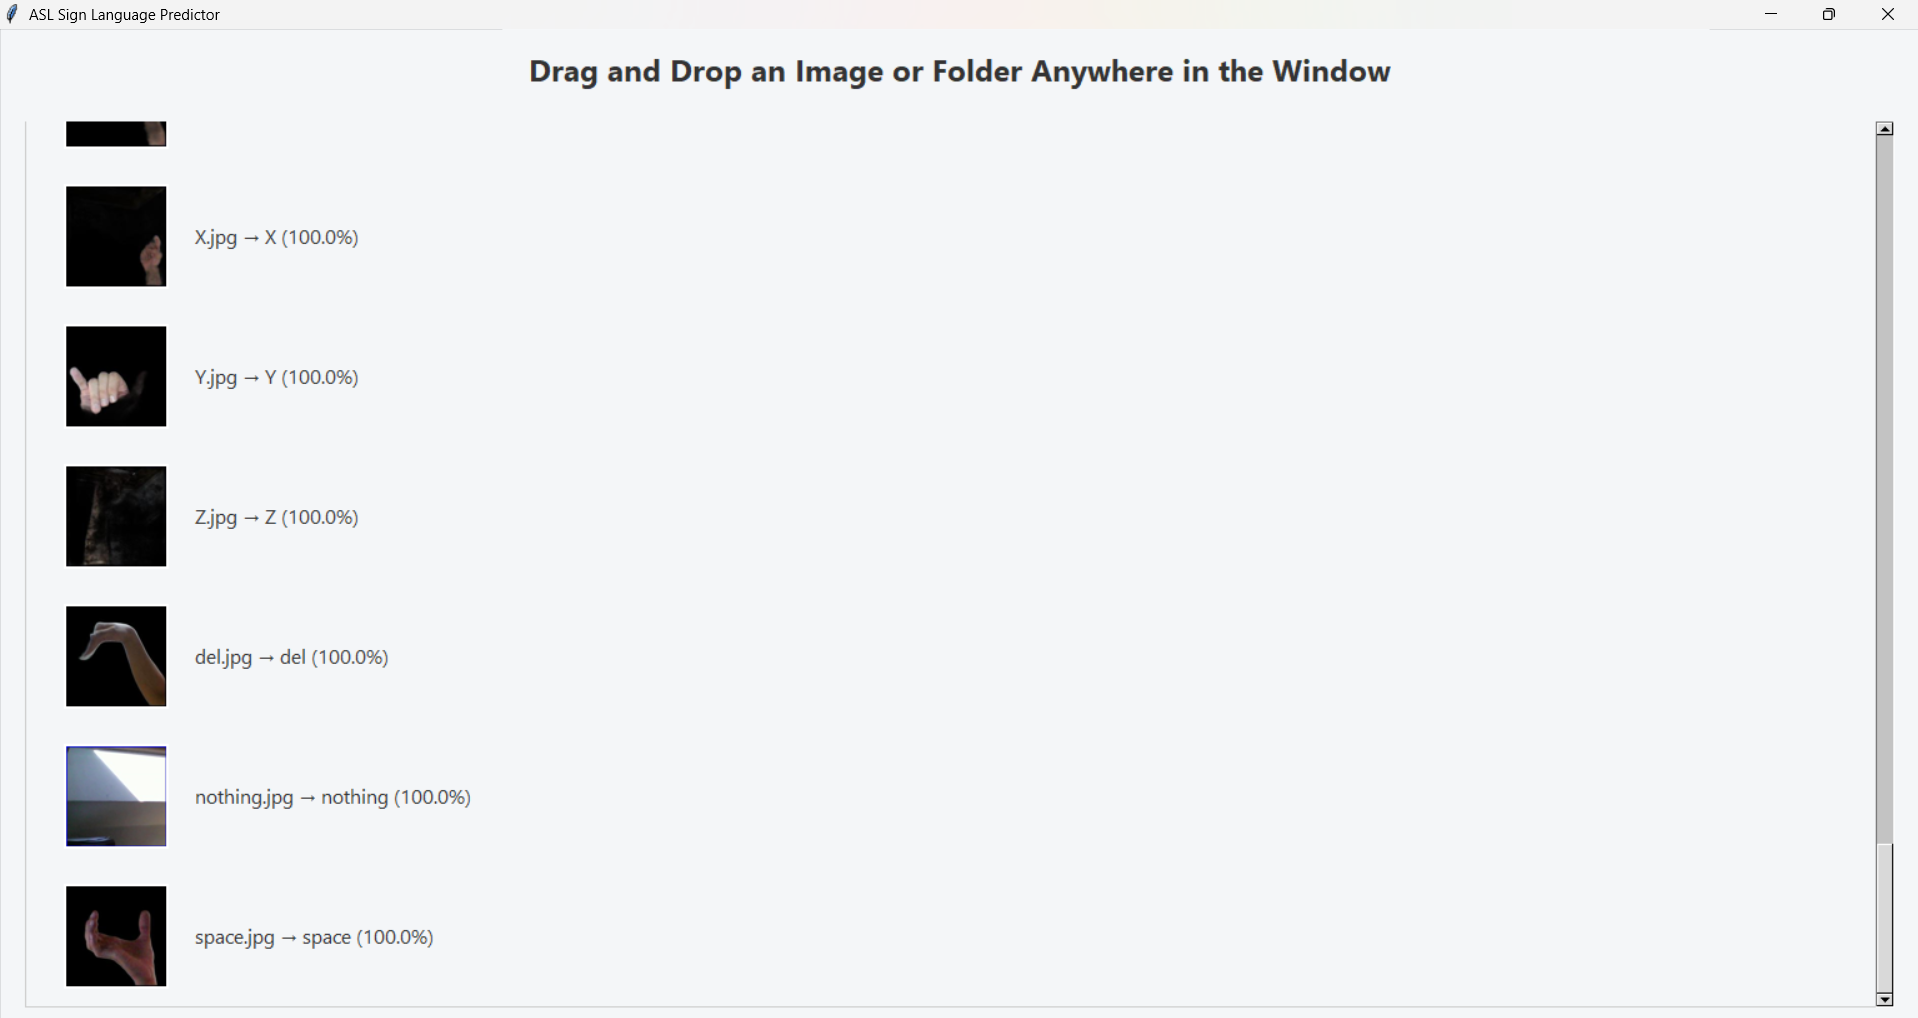 ASL Sign Language Predictor
Drag and Drop an Image or Folder Anywhere in the Window
X.jpg → X (100.0%)
Y.jpg → Y (100.0%)
Z.jpg → Z (100.0%)
del.jpg → del (100.0%)
nothing.jpg → nothing (100.0%)
space.jpg → space (100.0%)